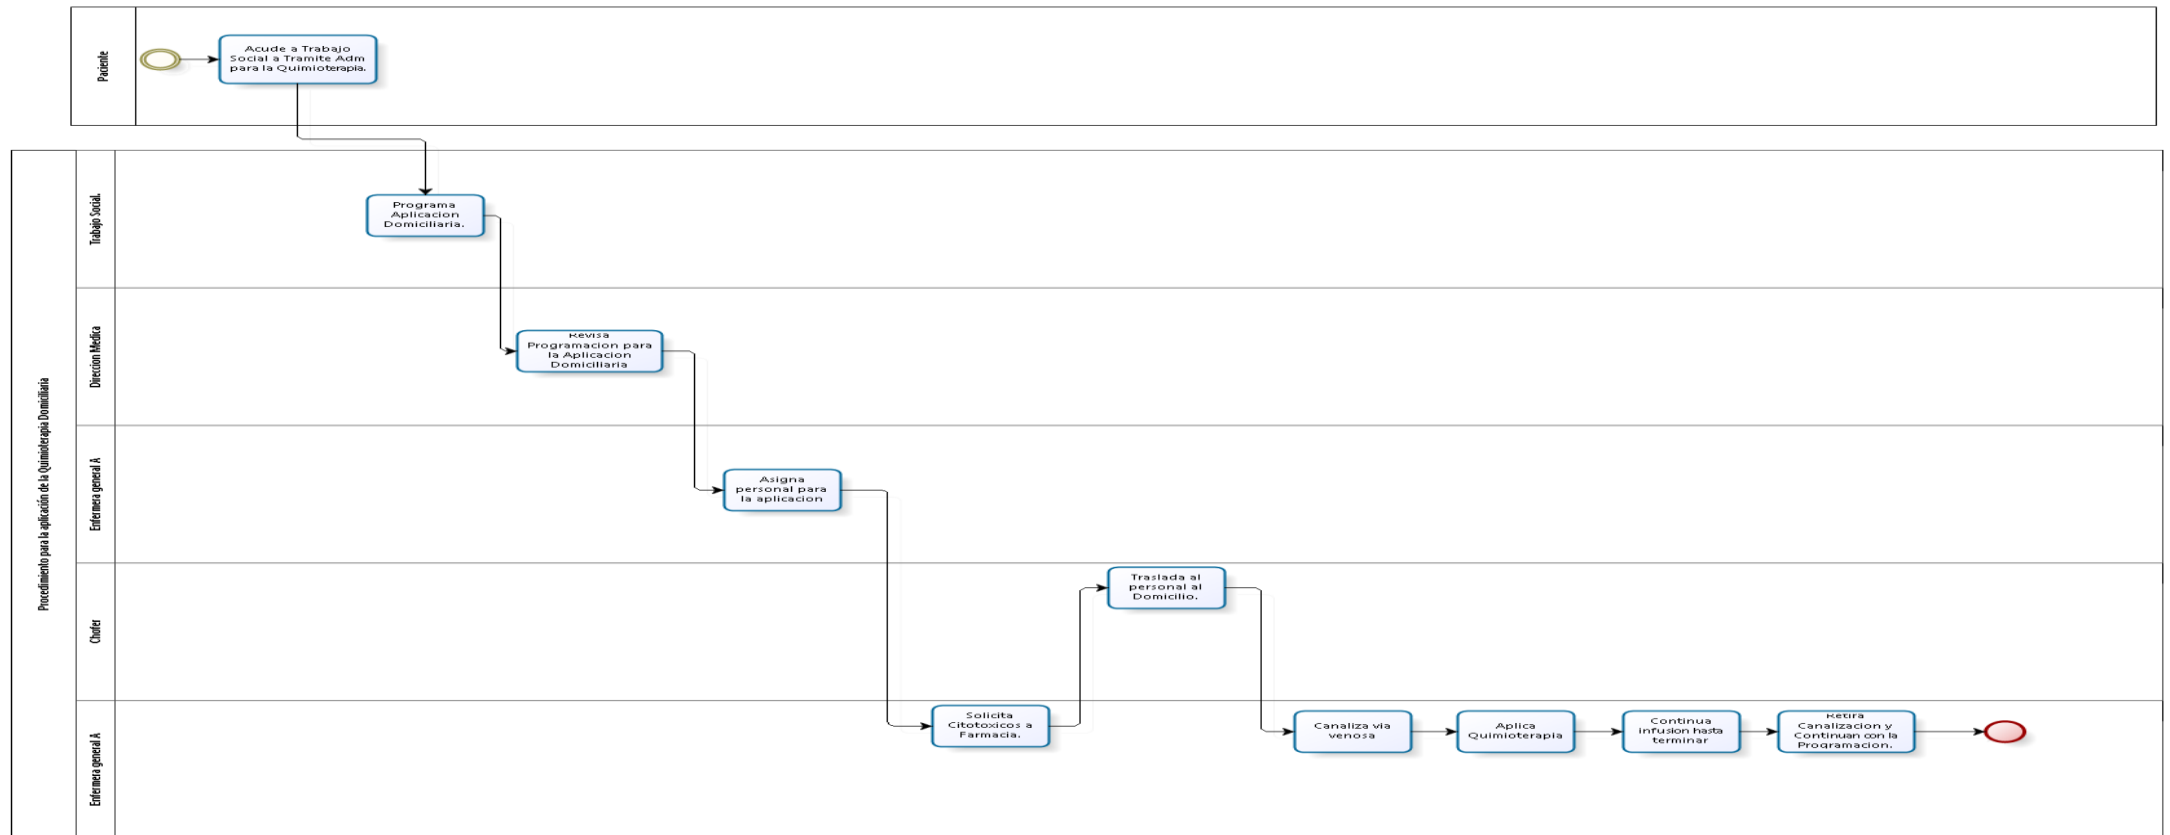 Paciente
Acude a Trabajo
Social a Tramite Adm
para la Quimioterapia.
Procedimiento para la aplicación de la Quimioterapia Domiciliaria
Trabajo Social.
Programa
Aplicacion
Domiciliaria.
Direccion Medica
Revisa
Programacion para
la Aplicacion
Domiciliaria
Enfermera general A
Asigna
personal para
la aplicacion
Chofer
Traslada al
personal al
Domicilio.
Enfermera general A
Solicita
Citotoxicos a
Farmacia.
Canaliza via
venosa
Aplica
Quimioterapia
Continua
infusion hasta
terminar
Retira
Canalizacion y
Continuan con la
Programacion.